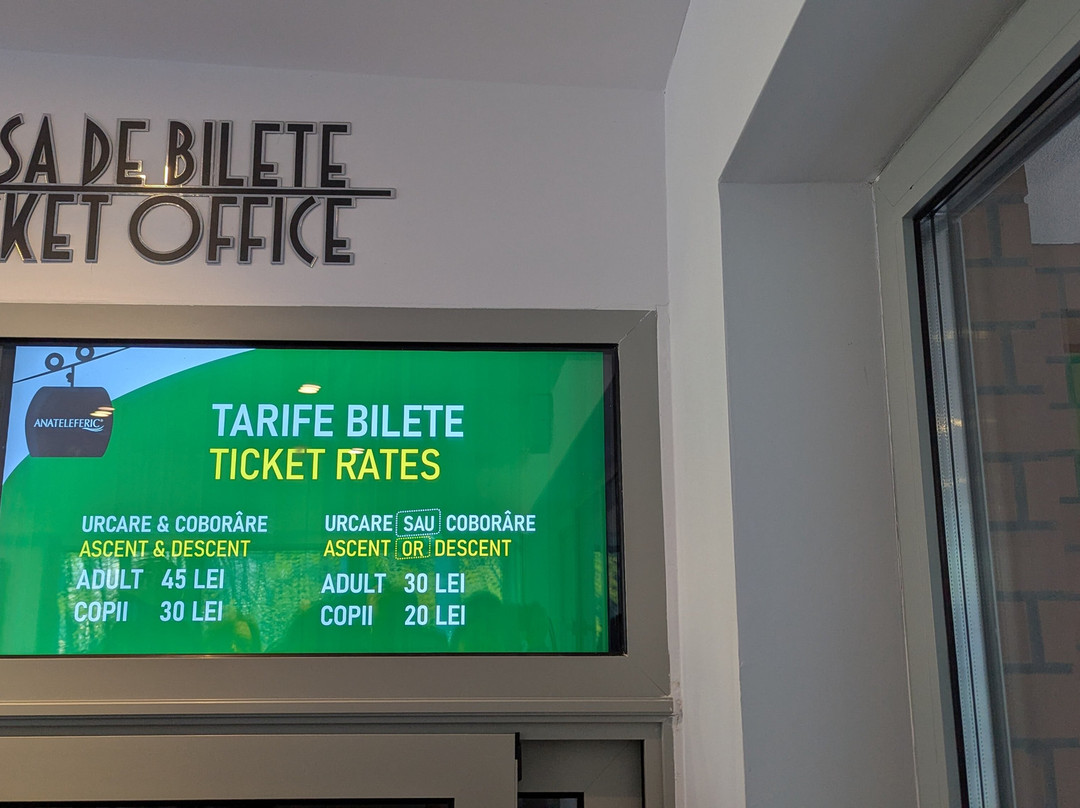 SA DE BILETE
KET OFFICE
ANATELEFERIC
TARIFE BILETE
TICKET RATES
URCARE & COBORÂRE
ASCENT & DESCENT
ADULT 45 LEI
COPII 30 LEI
URCARE SAU COBORÂRE
ASCENT OR DESCENT
ADULT 30 LEI
COPII 20 LEI